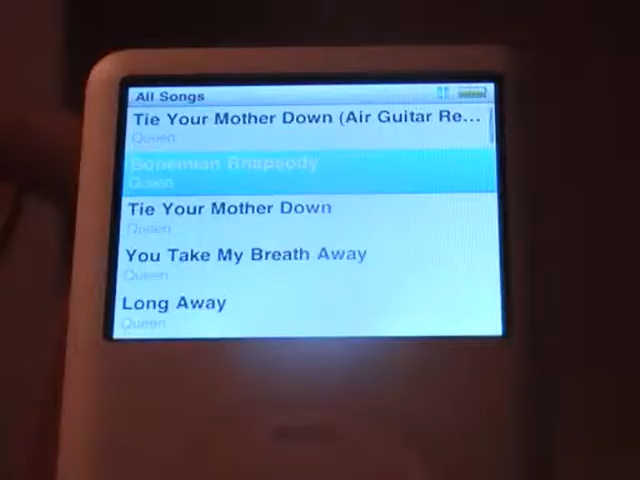 All Songs
Tie Your Mother Down (Air Guitar Re...
Queen
Bohemian Rhapsody
Queen
Tie Your Mother Down
Queen
You Take My Breath Away
Queen
Long Away
Queen